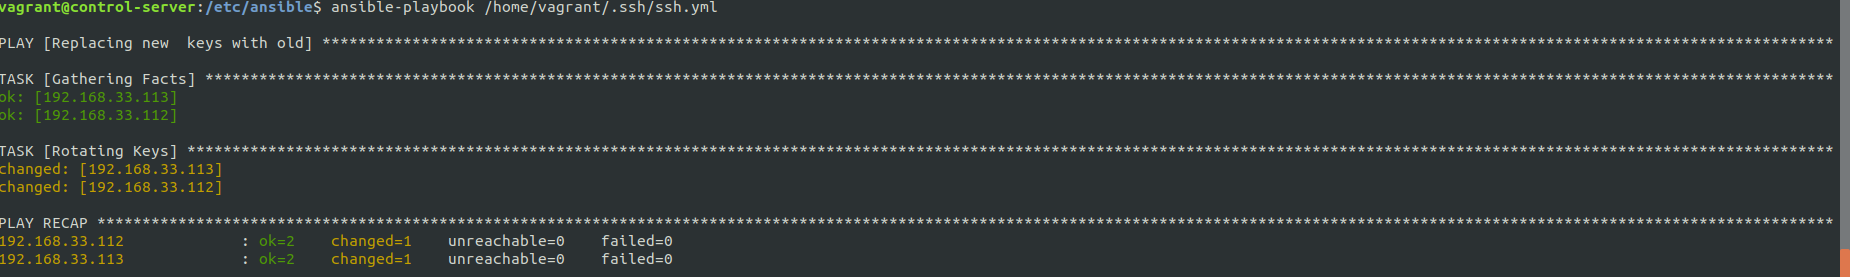 vagrant@control-server:/etc/ansible$ ansible-playbook /home/vagrant/.ssh/ssh.yml
PLAY [Replacing new  keys with old] ************************************************************************************************************************************************************************
TASK [Gathering Facts] *************************************************************************************************************************************************************************************
ok: [192.168.33.113]
ok: [192.168.33.112]
TASK [Rotating Keys] ***************************************************************************************************************************************************************************************
changed: [192.168.33.113]
changed: [192.168.33.112]
PLAY RECAP *************************************************************************************************************************************************************************************************
192.168.33.112             : ok=2    changed=1    unreachable=0    failed=0
192.168.33.113             : ok=2    changed=1    unreachable=0    failed=0